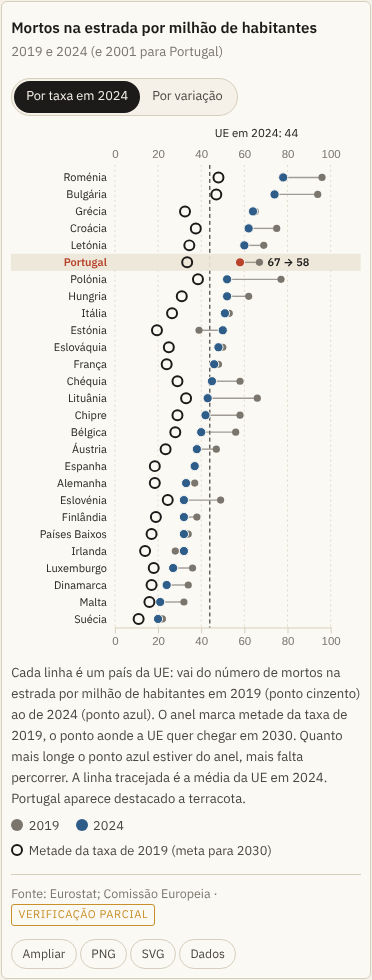 Mortos na estrada por milhão de habitantes
2019 e 2024 (e 2001 para Portugal)
Por taxa em 2024 Por variação
UE em 2024: 44
0 20 40 60 80 100
Roménia
Bulgária
Grécia
Croácia
Letónia
Portugal 67 → 58
Polónia
Hungria
Itália
Estónia
Eslováquia
França
Chéquia
Lituânia
Chipre
Bélgica
Áustria
Espanha
Alemanha
Eslovénia
Finlândia
Países Baixos
Irlanda
Luxemburgo
Dinamarca
Malta
Suécia
0 20 40 60 80 100
Cada linha é um país da UE: vai do número de mortos na
estrada por milhão de habitantes em 2019 (ponto cinzento)
ao de 2024 (ponto azul). O anel marca metade da taxa de
2019, o ponto aonde a UE quer chegar em 2030. Quanto
mais longe o ponto azul estiver do anel, mais falta
percorrer. A linha tracejada é a média da UE em 2024.
Portugal aparece destacado a terracota.
2019 2024
Metade da taxa de 2019 (meta para 2030)
Fonte: Eurostat; Comissão Europeia ·
VERIFICAÇÃO PARCIAL
Ampliar PNG SVG Dados